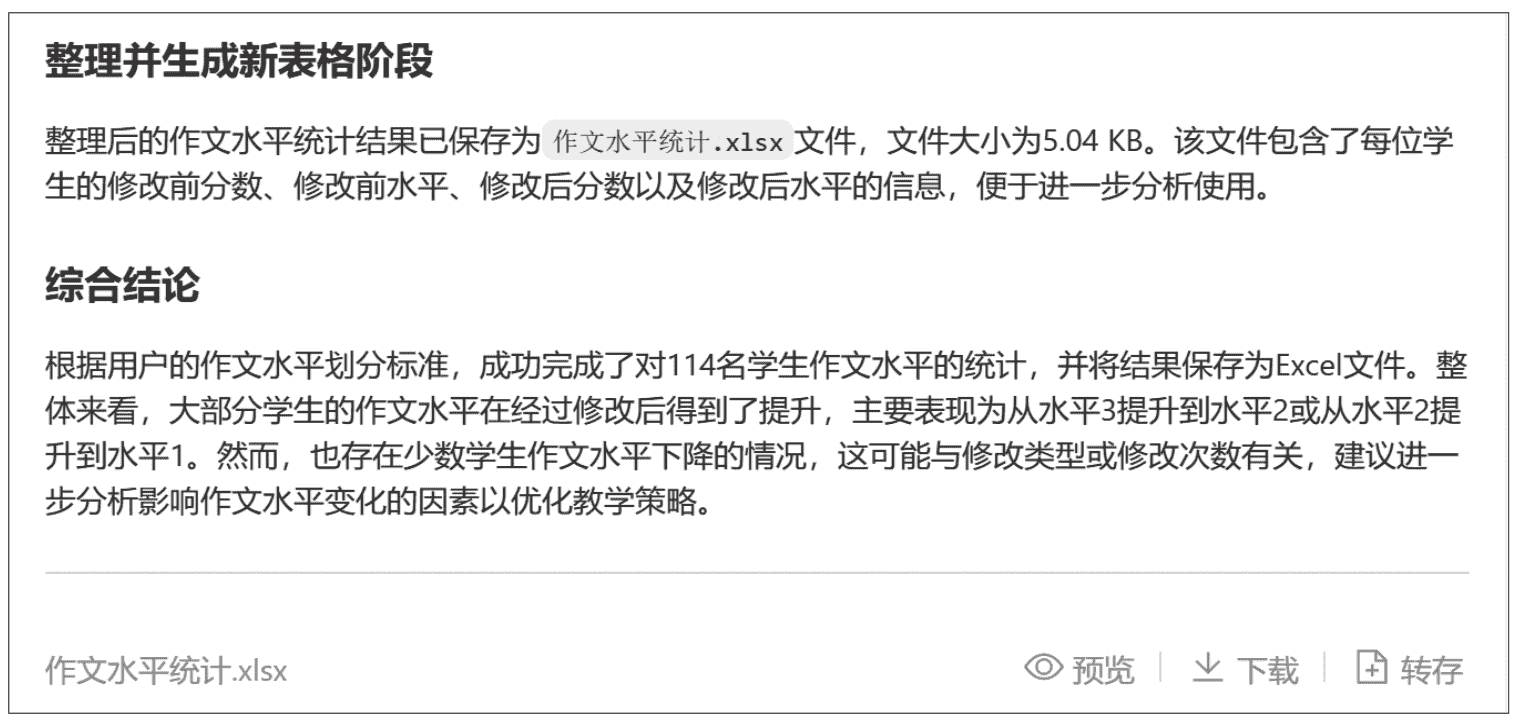 整理并生成新表格阶段
整理后的作文水平统计结果已保存为 作文水平统计.xlsx 文件，文件大小为5.04 KB。该文件包含了每位学
生的修改前分数、修改前水平、修改后分数以及修改后水平的信息，便于进一步分析使用。
综合结论
根据用户的作文水平划分标准，成功完成了对114名学生作文水平的统计，并将结果保存为Excel文件。整
体来看，大部分学生的作文水平在经过修改后得到了提升，主要表现为从水平3提升到水平2或从水平2提
升到水平1。然而，也存在少数学生作文水平下降的情况，这可能与修改类型或修改次数有关，建议进一
步分析影响作文水平变化的因素以优化教学策略。
作文水平统计.xlsx 预览 下载 转存